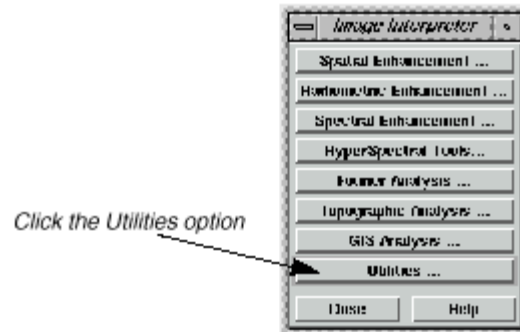 Image Interpreter
Spatial Enhancement ...
Radiometric Enhancement ...
Spectral Enhancement ...
HyperSpectral Tools...
Fourier Analysis ...
Topographic Analysis ...
GIS Analysis ...
Click the Utilities option
Utilities ...
Close
Help